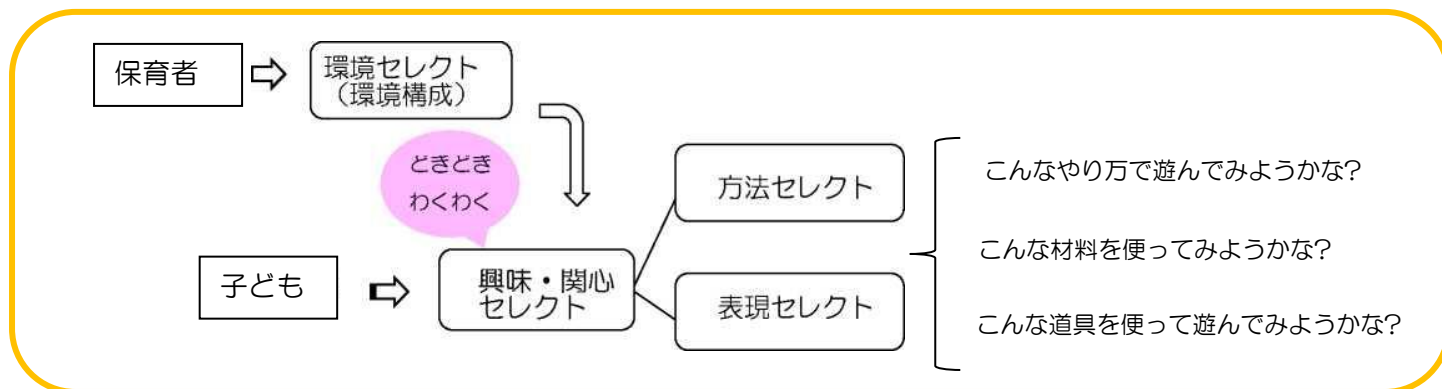 保育者
環境セレクト
（環境構成）
どきどき
わくわく
方法セレクト
こんなやり万で遊んでみようかな?
こんな材料を便ってみようかな?
子ども
興味・関心
セレクト
表現セレクト
こんな道具を便って遊んでみようかな?